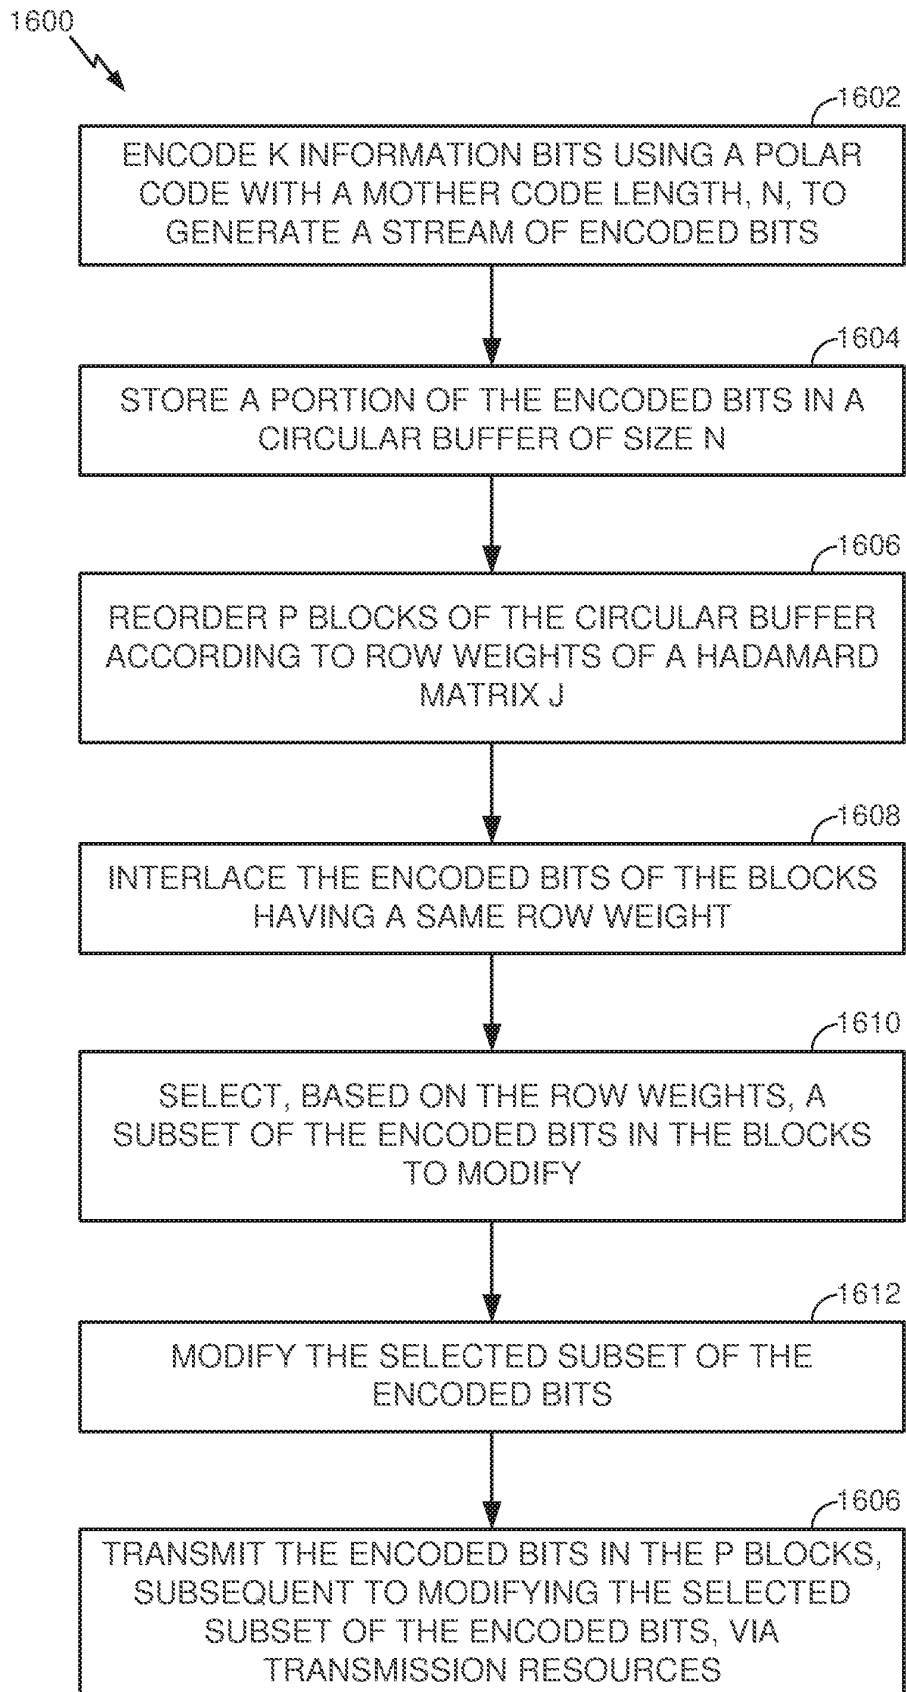 1600
1602
ENCODE K INFORMATION BITS USING A POLAR
CODE WITH A MOTHER CODE LENGTH, N, TO
GENERATE A STREAM OF ENCODED BITS
1604
STORE A PORTION OF THE ENCODED BITS IN A
CIRCULAR BUFFER OF SIZE N
1606
REORDER P BLOCKS OF THE CIRCULAR BUFFER
ACCORDING TO ROW WEIGHTS OF A HADAMARD
MATRIX J
1608
INTERLACE THE ENCODED BITS OF THE BLOCKS
HAVING A SAME ROW WEIGHT
1610
SELECT, BASED ON THE ROW WEIGHTS, A
SUBSET OF THE ENCODED BITS IN THE BLOCKS
TO MODIFY
1612
MODIFY THE SELECTED SUBSET OF THE
ENCODED BITS
1606
TRANSMIT THE ENCODED BITS IN THE P BLOCKS,
SUBSEQUENT TO MODIFYING THE SELECTED
SUBSET OF THE ENCODED BITS, VIA
TRANSMISSION RESOURCES